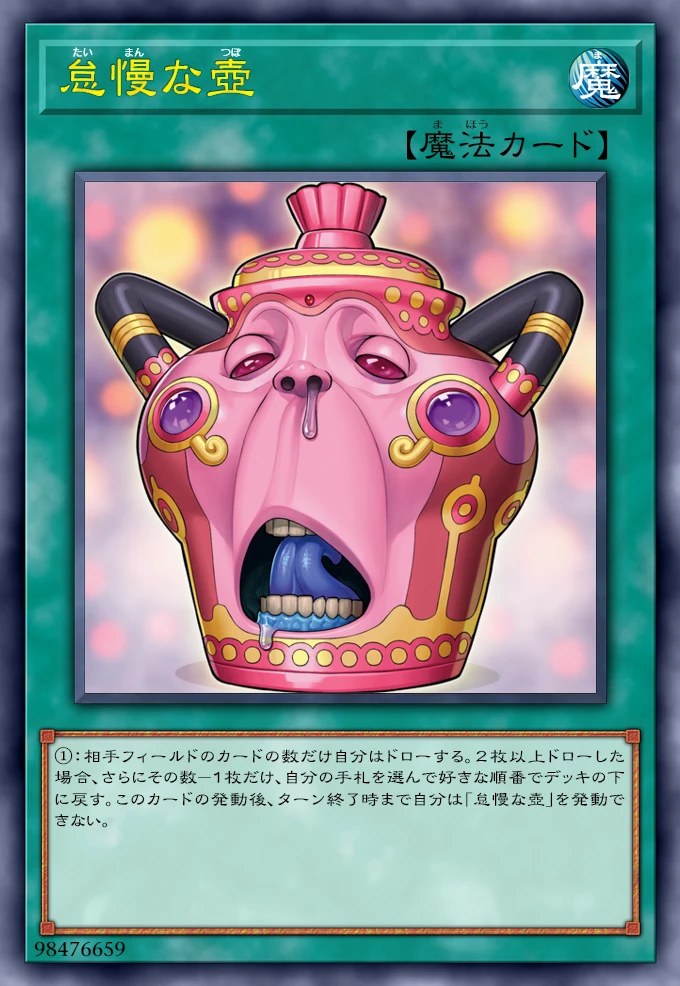 たい まん つぼ
怠慢な壺
ま
魔
ま ほう
【魔法カード】
①:相手フィールドのカードの数だけ自分はドローする。2枚以上ドローした
場合、さらにその数−1枚だけ、自分の手札を選んで好きな順番でデッキの下
に戻す。このカードの発動後、ターン終了時まで自分は「怠慢な壺」を発動で
きない。
98476659